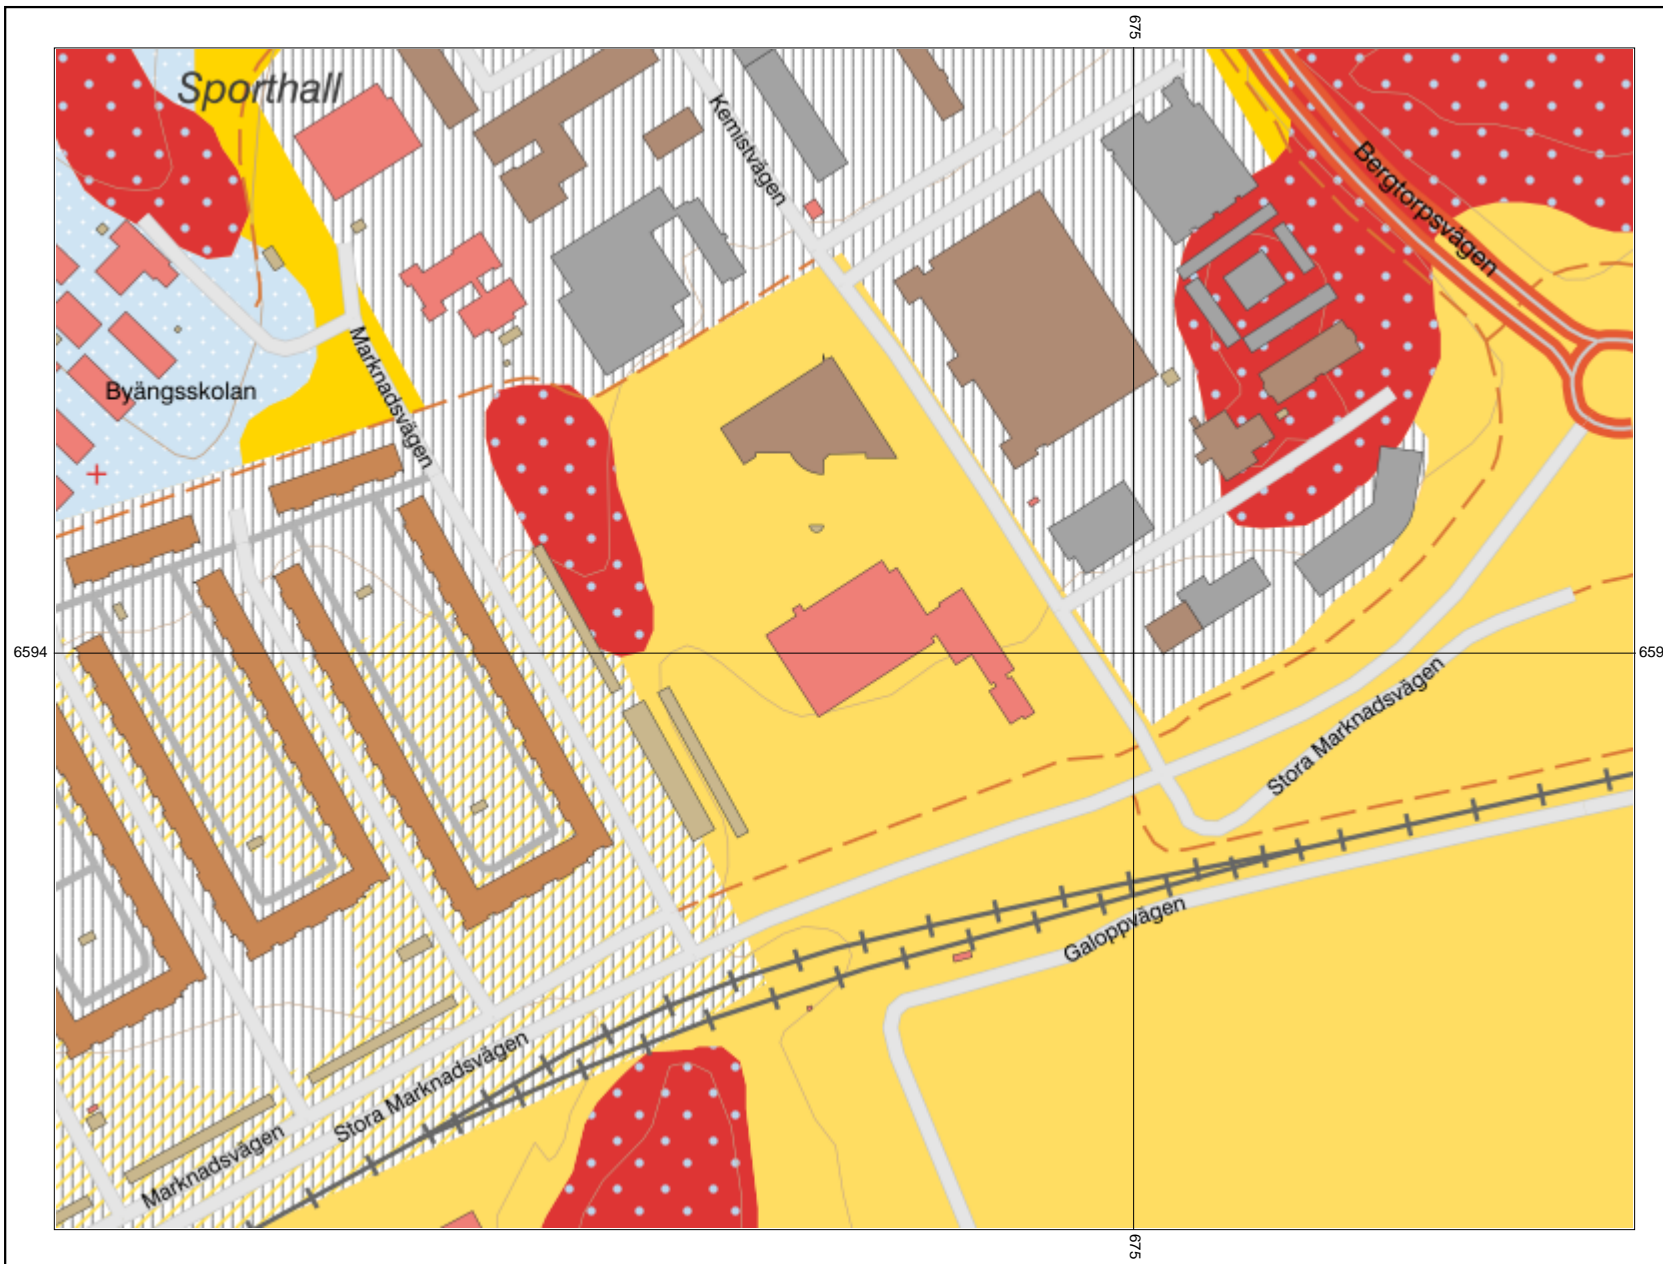 675
Sporthall
Kemistvägen
Bergtorpsvägen
Marknadsvägen
Byängsskolan
6594
659
Stora Marknadsvägen
Galoppvägen
Stora Marknadsvägen
Marknadsvägen
675